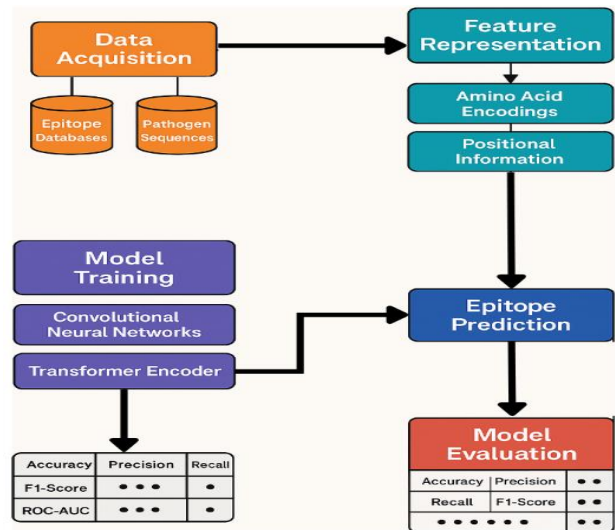 Data
Acquisition
Epitope
Databases
Pathogen
Sequences
Feature
Representation
Amino Acid
Encodings
Positional
Information
Model
Training
Convolutional
Neural Networks
Transformer Encoder
Epitope
Prediction
Accuracy Precision Recall
F1-Score
ROC-AUC
Model
Evaluation
Accuracy Precision
Recall F1-Score